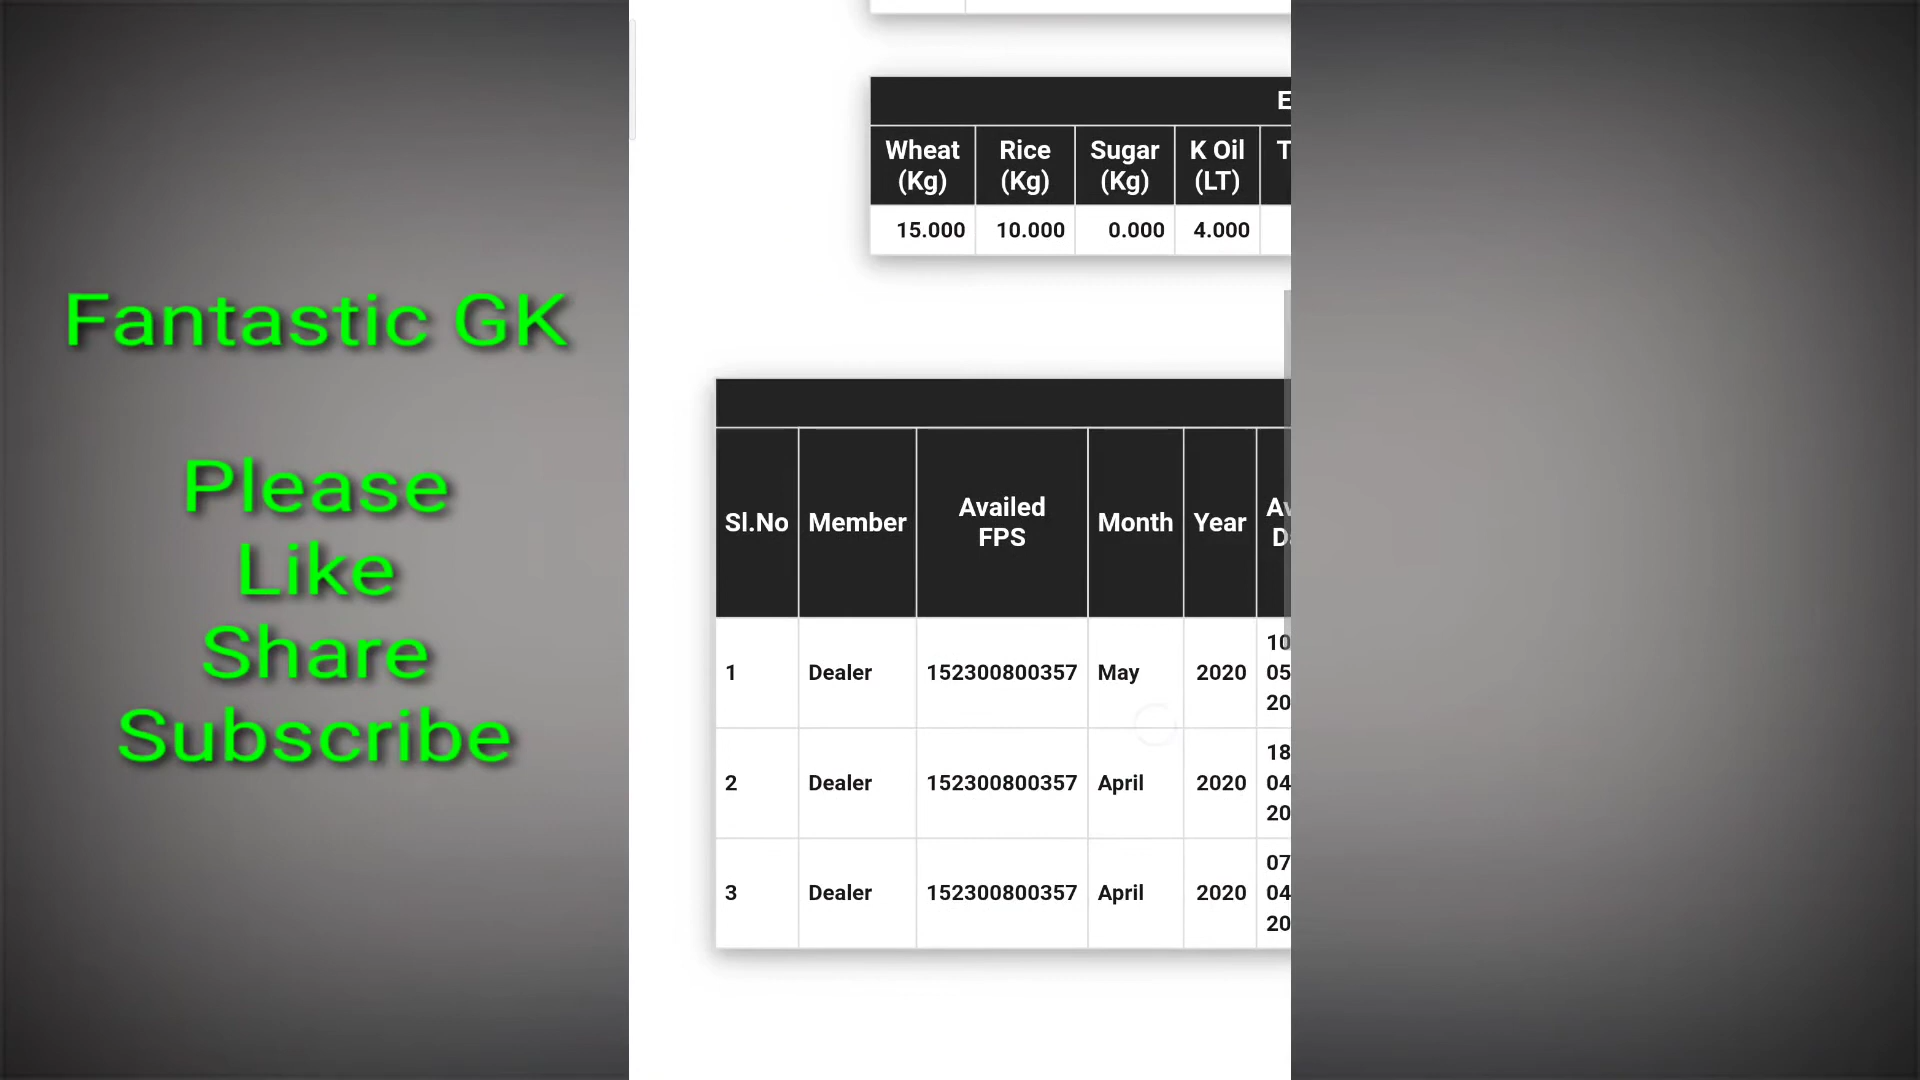 Fantastic GK
Please
Like
Share
Subscribe
Wheat (Kg) Rice (Kg) Sugar (Kg) K Oil (LT)
15.000 10.000 0.000 4.000
Sl.No Member Availed FPS Month Year
1 Dealer 152300800357 May 2020
2 Dealer 152300800357 April 2020
3 Dealer 152300800357 April 2020